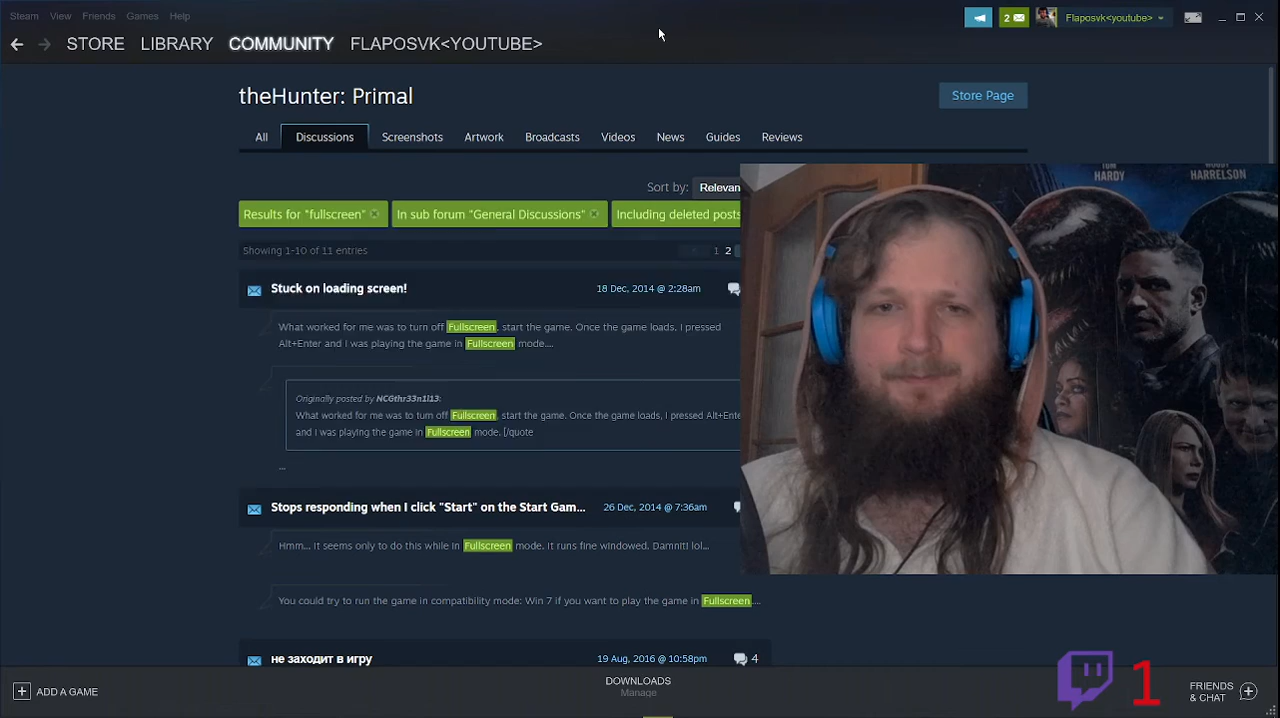 Steam View Friends Games Help
2 Flaposvk<youtube>
STORE LIBRARY COMMUNITY FLAPOSVK<YOUTUBE>
theHunter: Primal
Store Page
All Discussions Screenshots Artwork Broadcasts Videos News Guides Reviews
TOM HARDY
WOODY HARRELSON
Sort by: Relevan
Results for "fullscreen" In sub forum "General Discussions" Including deleted posts
Showing 1-10 of 11 entries
1 2
Stuck on loading screen! 18 Dec, 2014 @ 2:28am
What worked for me was to turn off Fullscreen. start the game. Once the game loads, I pressed
Alt+Enter and I was playing the game in Fullscreen mode....
Originally posted by NCGthr33n1l13:
What worked for me was to turn off Fullscreen. start the game. Once the game loads, I pressed Alt+Ente
and I was playing the game in Fullscreen mode. [/quote
...
Stops responding when I click "Start" on the Start Gam... 26 Dec, 2014 @ 7:36am
Hmm... It seems only to do this while in Fullscreen mode. It runs fine windowed. Damnit! lol...
You could try to run the game in compatibility mode: Win 7 if you want to play the game in Fullscreen....
не заходит в игру 19 Aug, 2016 @ 10:58pm 4
ADD A GAME
DOWNLOADS
Manage
1
FRIENDS
& CHAT